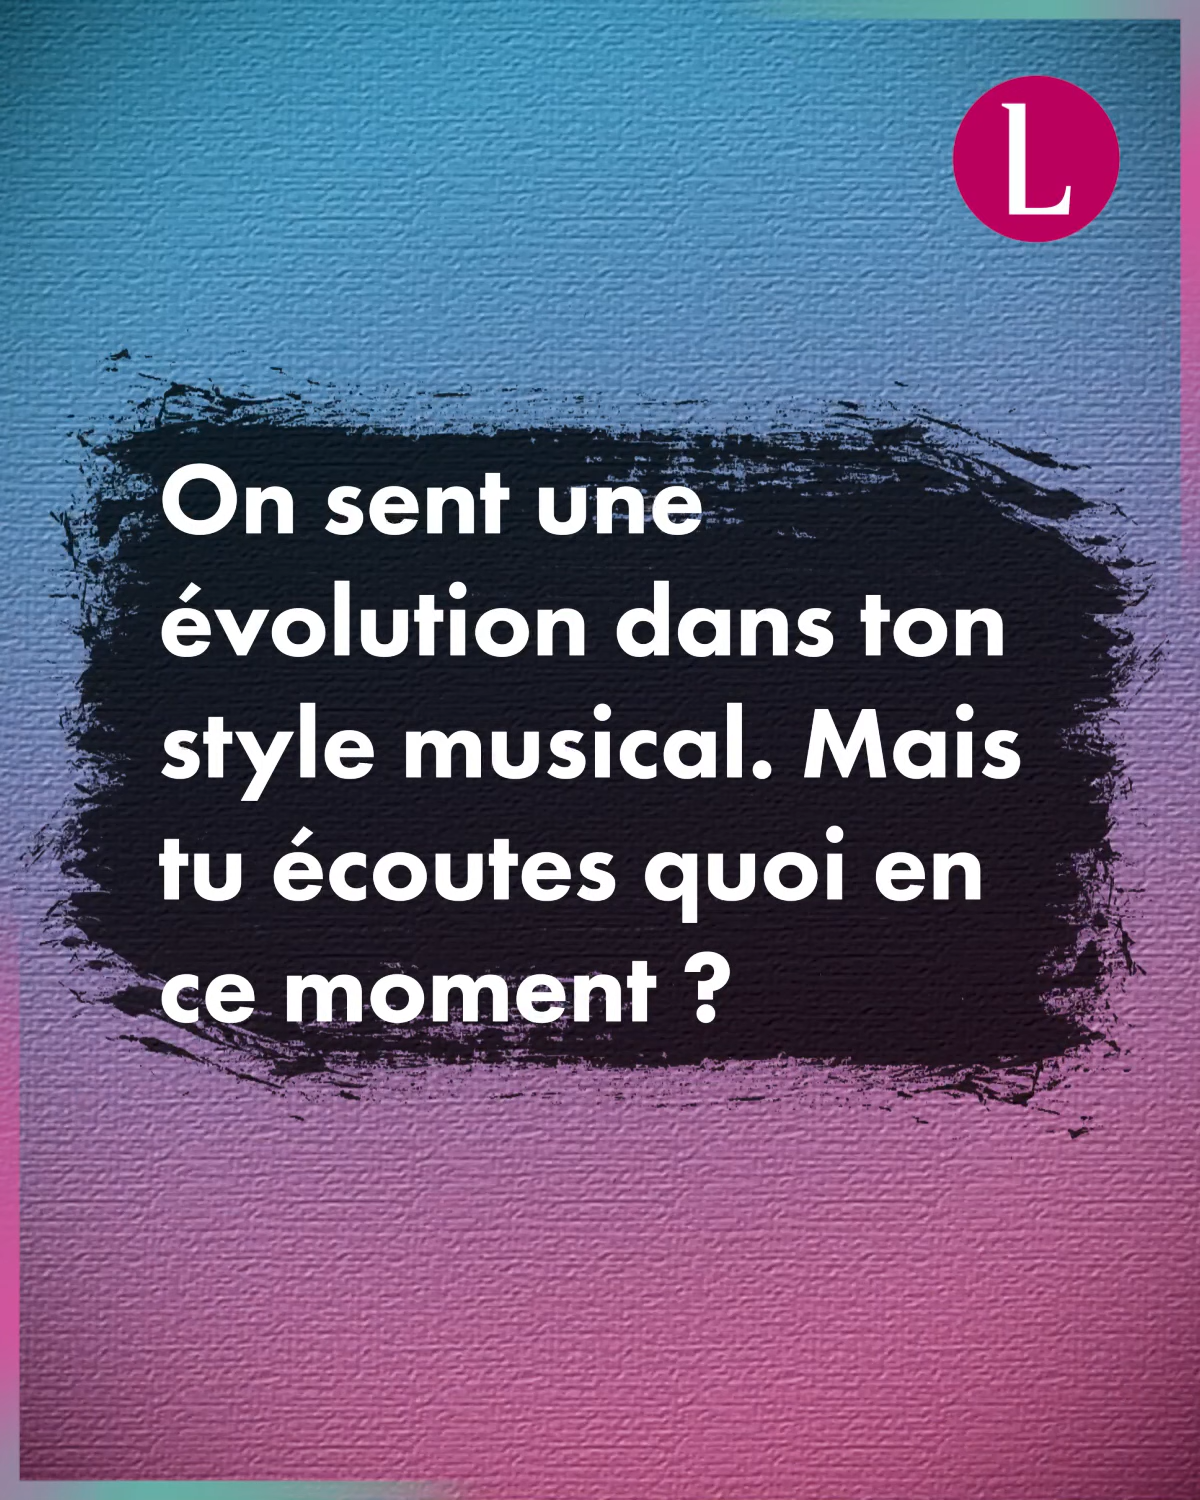 L
On sent une
évolution dans ton
style musical. Mais
tu écoutes quoi en
ce moment ?